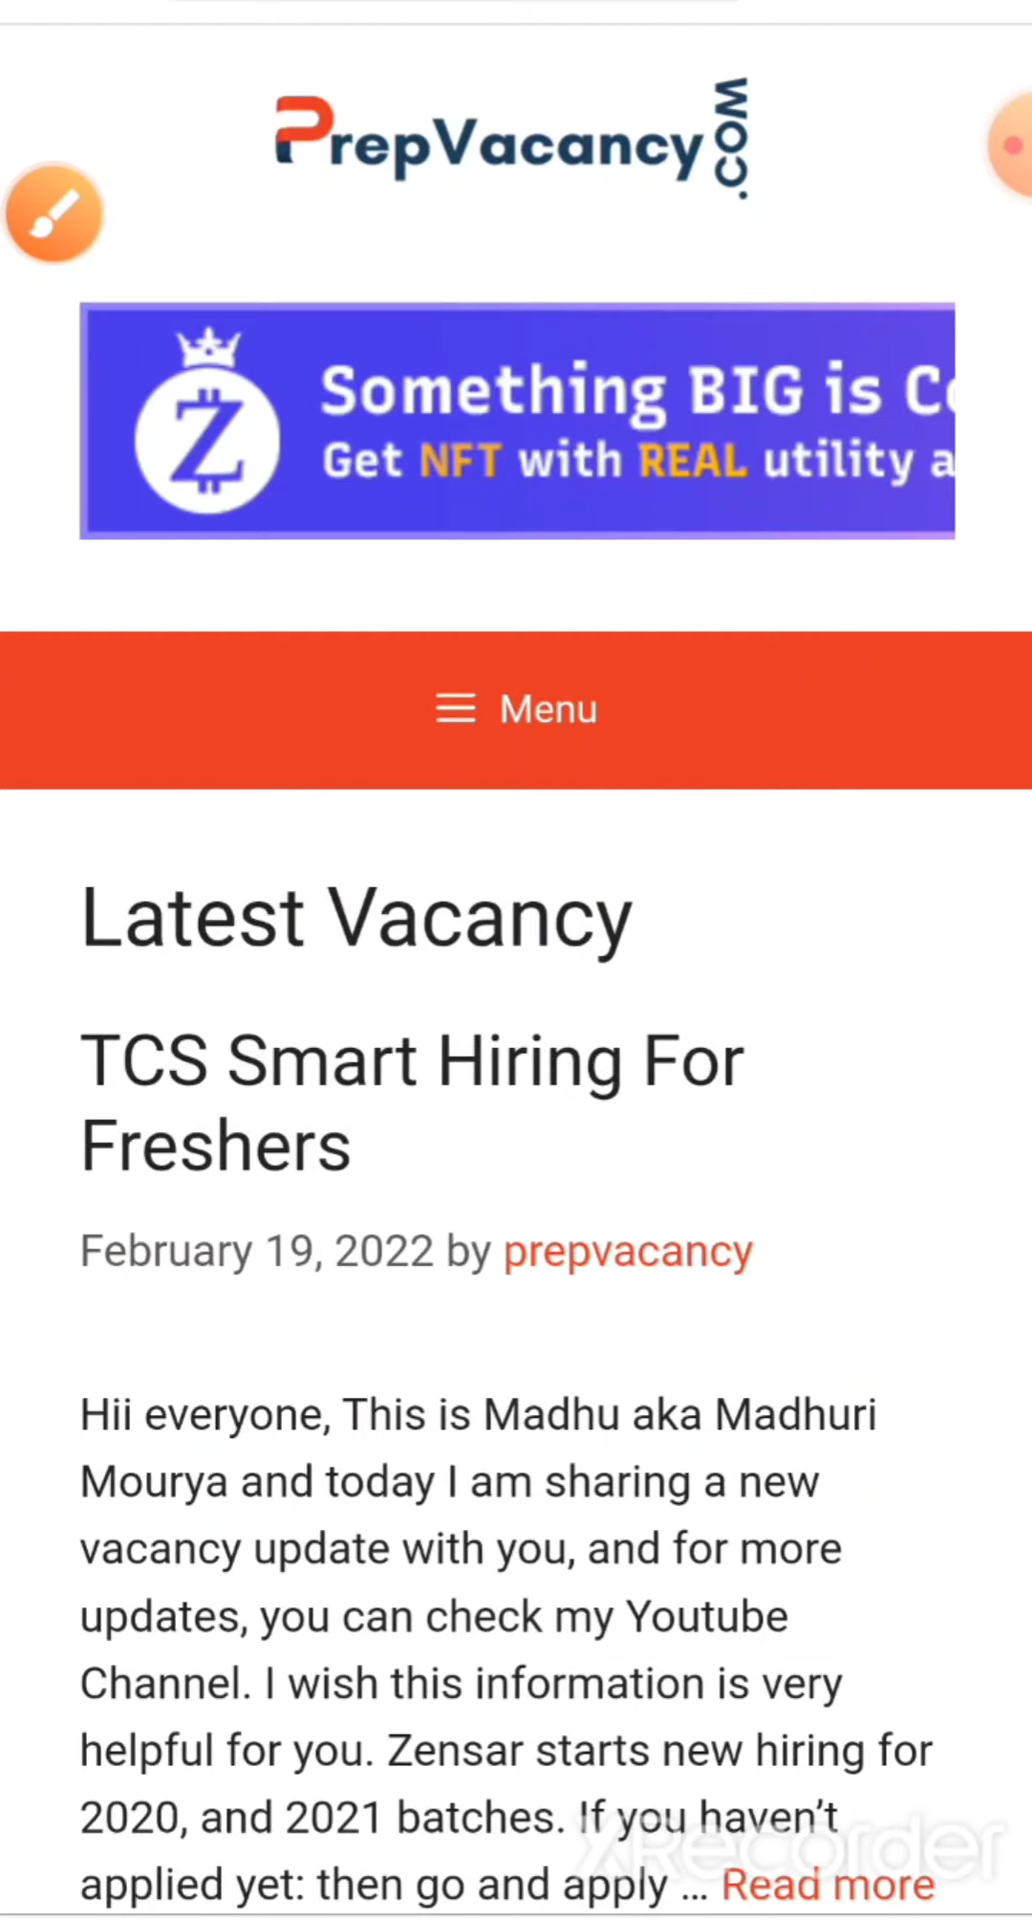 PrepVacancy.com
Z
Something BIG is Co
Get NFT with REAL utility a
Menu
Latest Vacancy
TCS Smart Hiring For
Freshers
February 19, 2022 by prepvacancy
Hii everyone, This is Madhu aka Madhuri
Mourya and today I am sharing a new
vacancy update with you, and for more
updates, you can check my Youtube
Channel. I wish this information is very
helpful for you. Zensar starts new hiring for
2020, and 2021 batches. If you haven’t
applied yet: then go and apply ... Read more
XRecorder